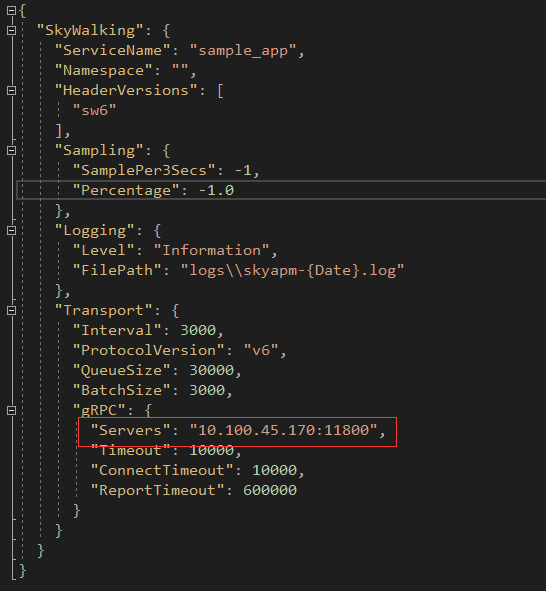 {
"SkyWalking": {
"ServiceName": "sample_app",
"Namespace": "",
"HeaderVersions": [
"sw6"
],
"Sampling": {
"SamplePer3Secs": -1,
"Percentage": -1.0
},
"Logging": {
"Level": "Information",
"FilePath": "logs\\skyapm-{Date}.log"
},
"Transport": {
"Interval": 3000,
"ProtocolVersion": "v6",
"QueueSize": 30000,
"BatchSize": 3000,
"gRPC": {
"Servers": "10.100.45.170:11800",
"Timeout": 10000,
"ConnectTimeout": 10000,
"ReportTimeout": 600000
}
}
}
}